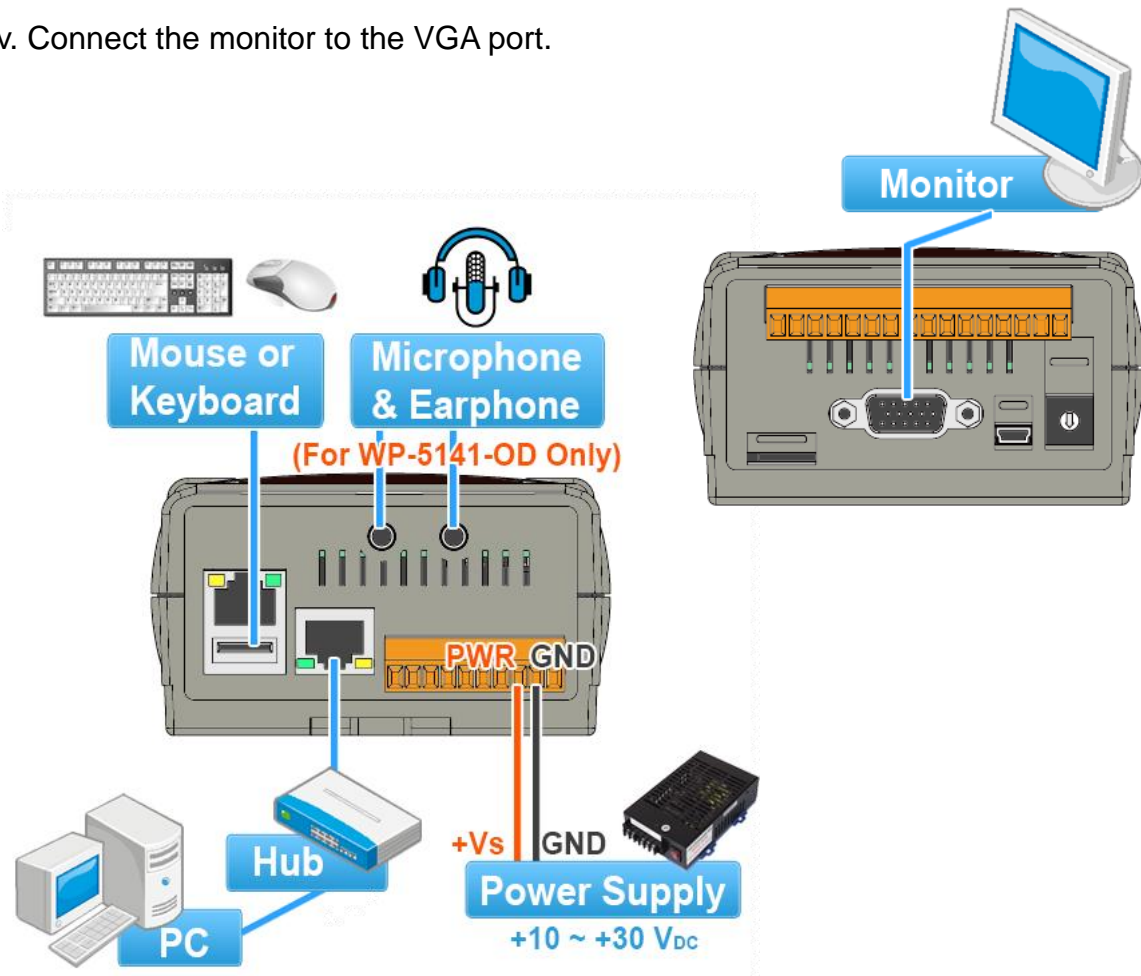 v. Connect the monitor to the VGA port.
Monitor
Mouse or
Keyboard
Microphone
& Earphone
(For WP-5141-OD Only)
PWR GND
+Vs GND
Hub
Power Supply
PC
+10 ~ +30 VDC